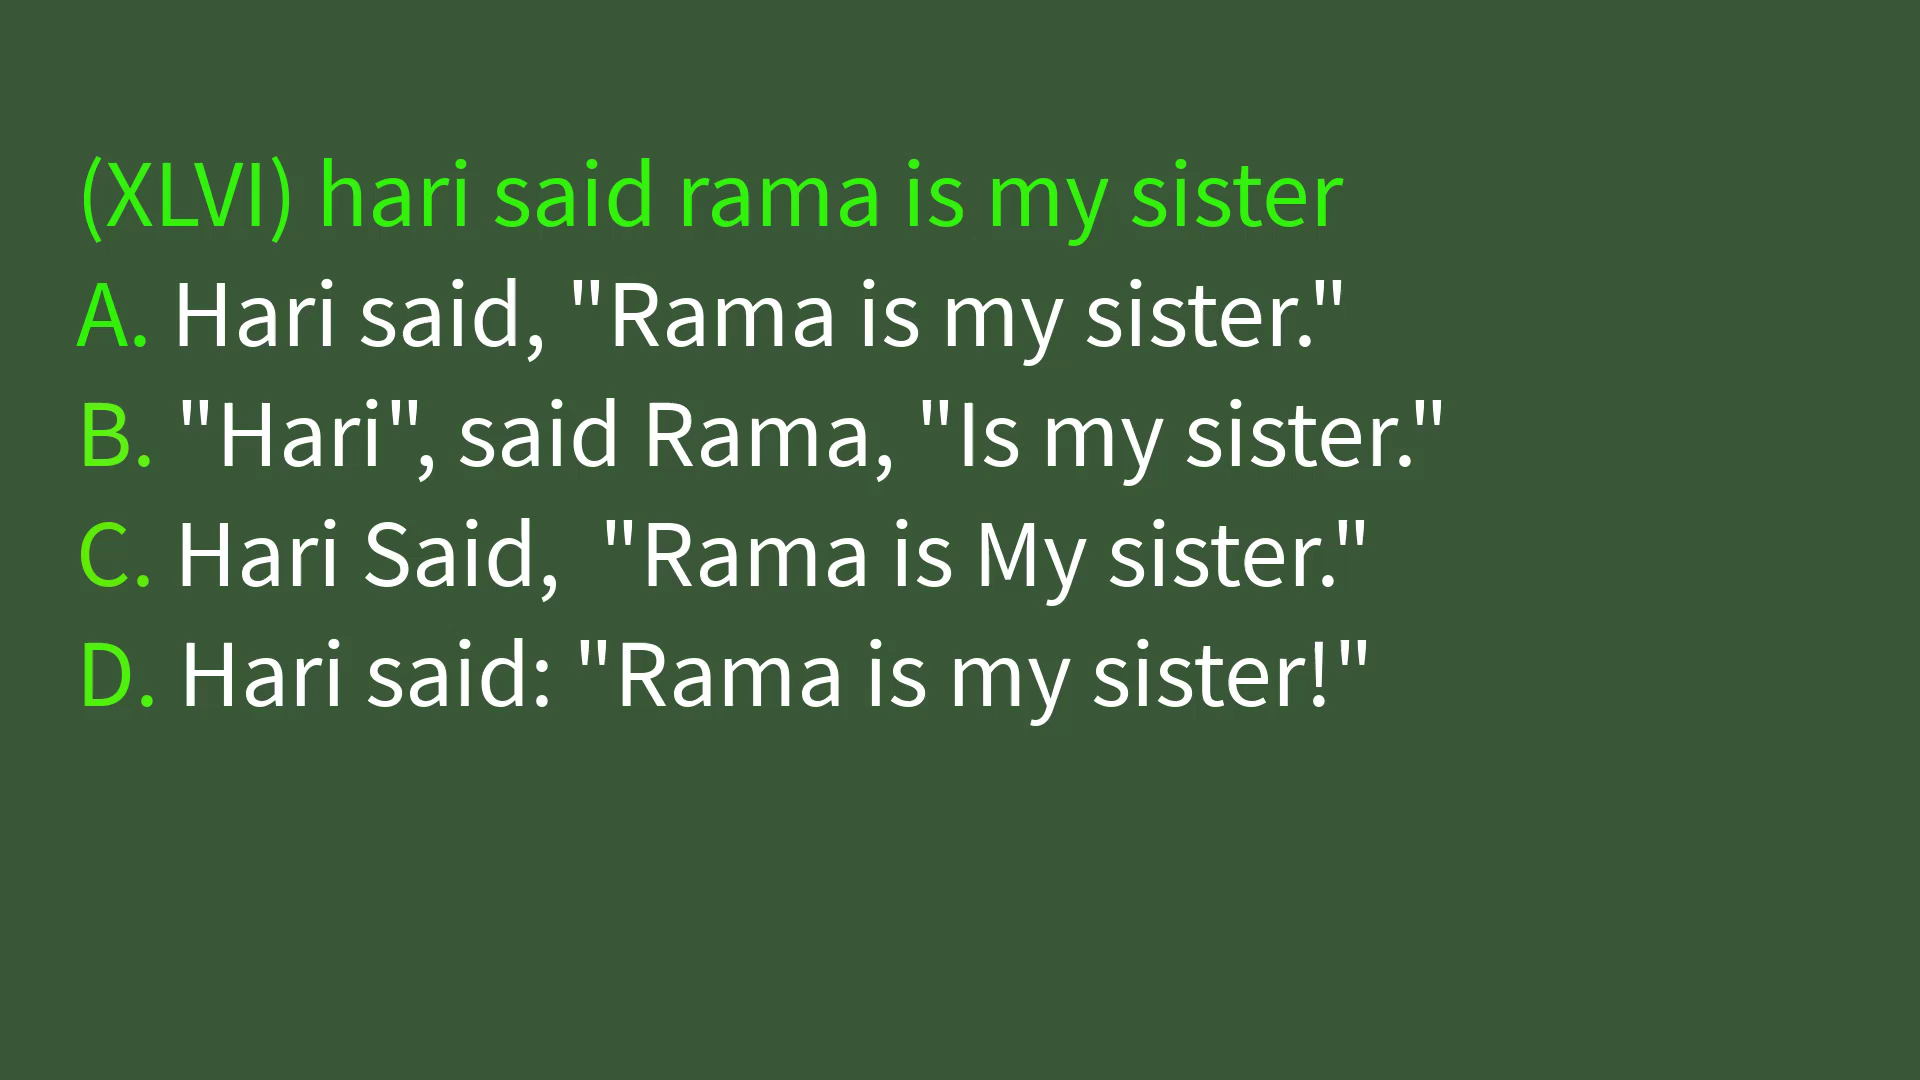 (XLVI) hari said rama is my sister
A. Hari said, "Rama is my sister."
B. "Hari", said Rama, "Is my sister."
C. Hari Said,  "Rama is My sister."
D. Hari said: "Rama is my sister!"